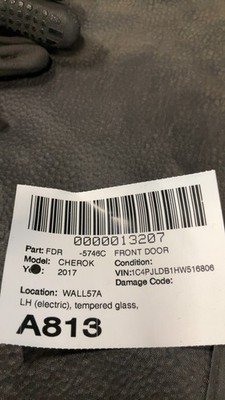 0000013207
Part: FDR -5746C FRONT DOOR
Model: CHEROK Condition:
2017 VIN:1C4PJLDB1HW516806
Damage Code:
Location: WALL57A
LH (electric), tempered glass,
A813